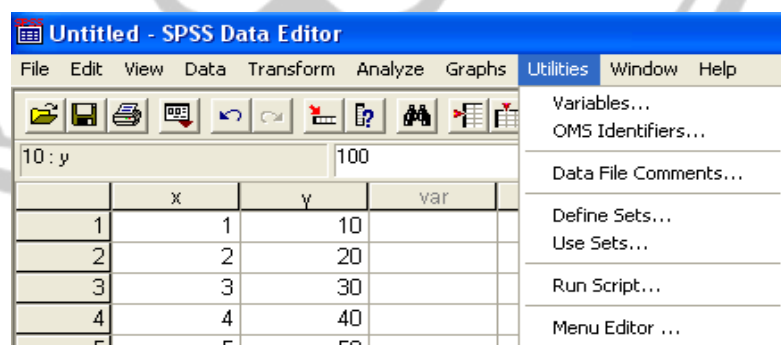 Untitled - SPSS Data Editor
File Edit View Data Transform Analyze Graphs Utilities Window Help
Variables...
OMS Identifiers...
Data File Comments...
Define Sets...
Use Sets...
Run Script...
Menu Editor ...
10 : y 100
x y var
1 1 10
2 2 20
3 3 30
4 4 40